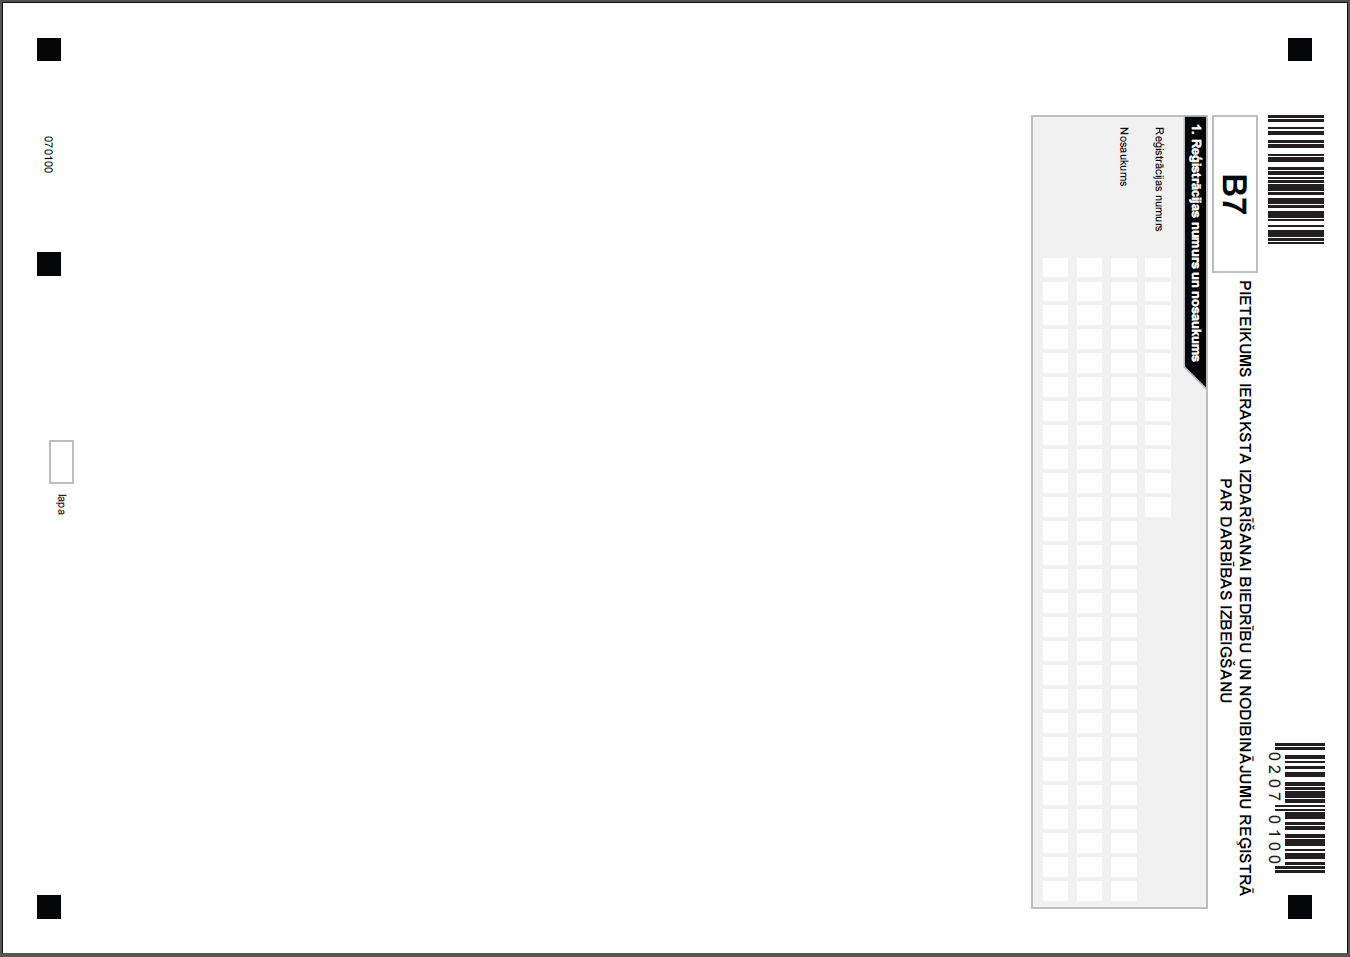 0207 0100
B7
PIETEIKUMS IERAKSTA IZDARĪŠANAI BIEDRĪBU UN NODIBINĀJUMU REĢISTRĀ
PAR DARBĪBAS IZBEIGŠANU
1. Reģistrācijas numurs un nosaukums
Reģistrācijas numurs
Nosaukums
lapa
070100